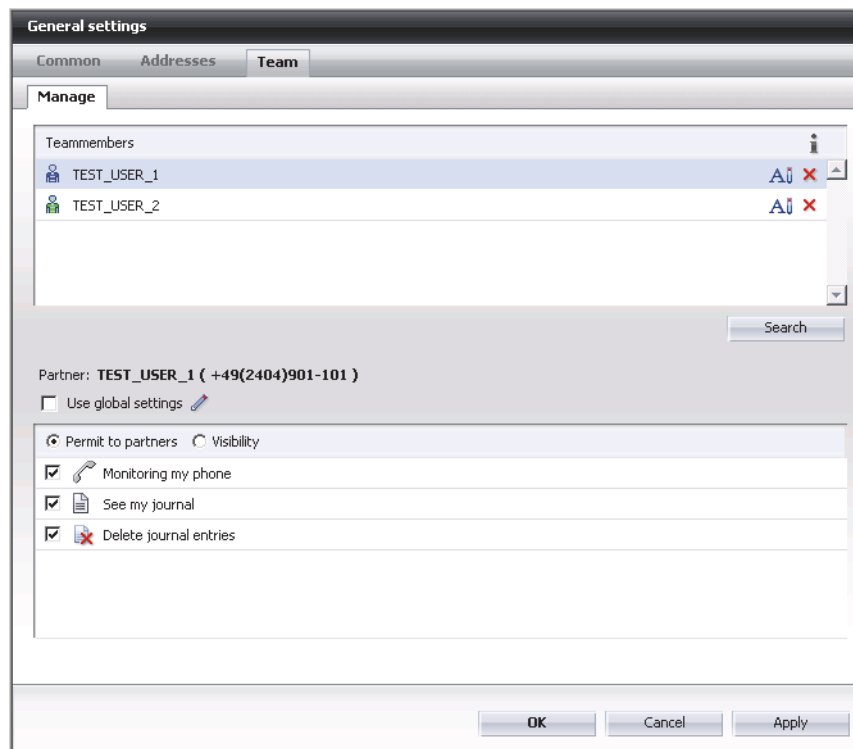 General settings
Common Addresses Team
Manage
Teammembers
TEST_USER_1
TEST_USER_2
Search
Partner: TEST_USER_1 ( +49(2404)901-101 )
Use global settings
Permit to partners Visibility
Monitoring my phone
See my journal
Delete journal entries
OK Cancel Apply